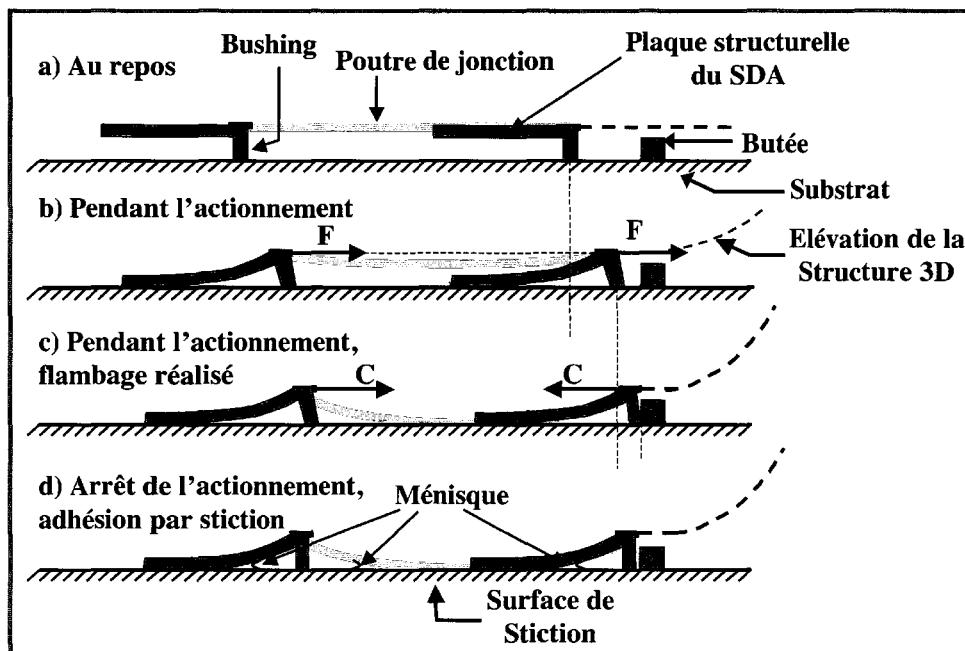 a) Au repos
Bushing
Poutre de jonction
Plaque structurelle
du SDA
Butée
Substrat
b) Pendant l'actionnement
F
F
Elévation de la
Structure 3D
c) Pendant l'actionnement,
flambage réalisé
C
C
d) Arrêt de l'actionnement,
adhésion par stiction
Ménisque
Surface de
Stiction